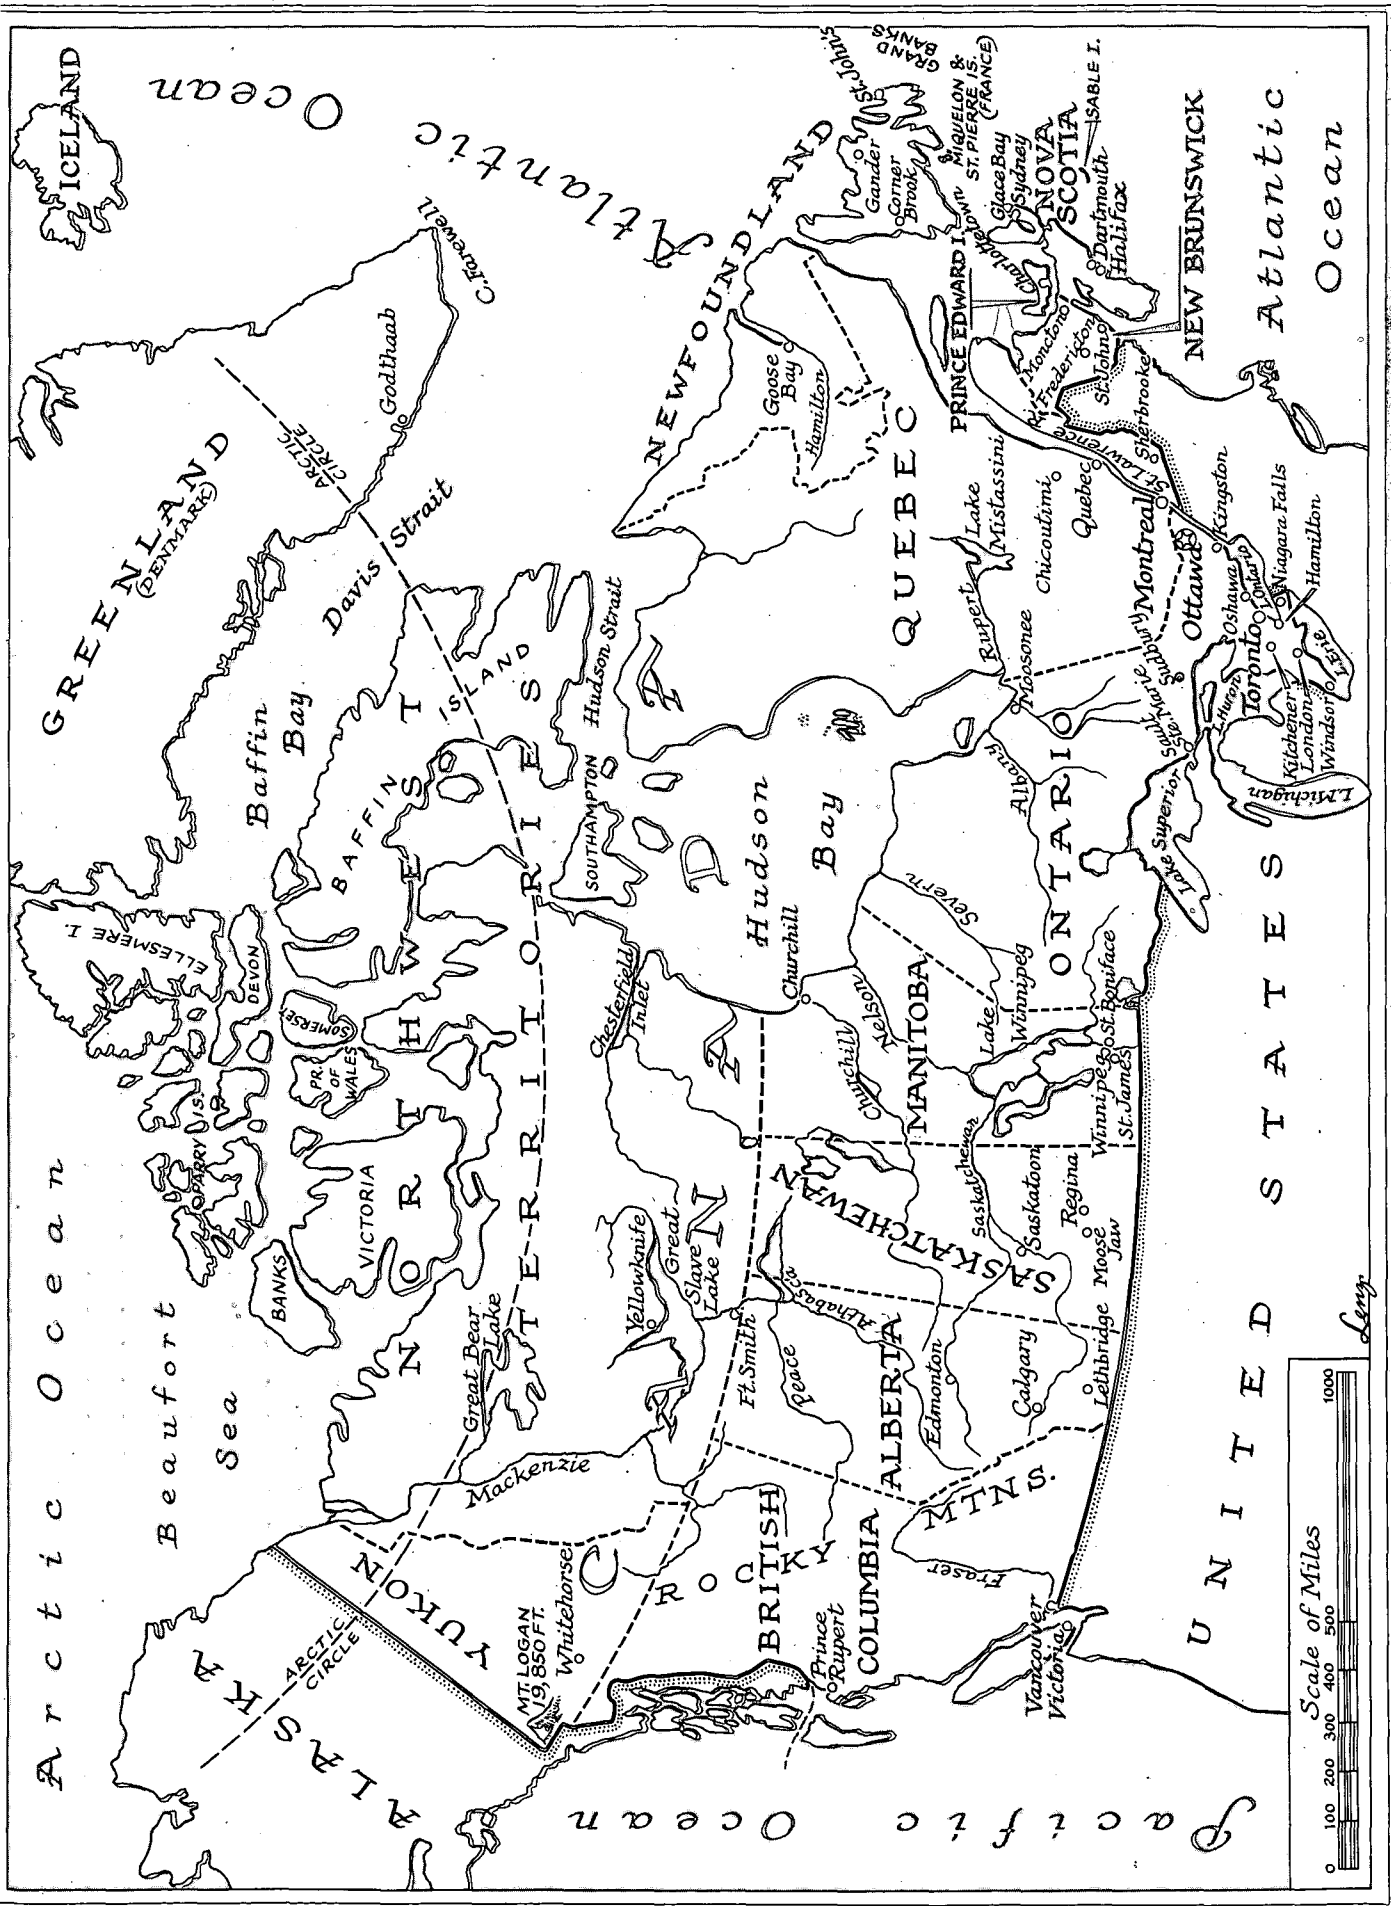 Arctic Ocean
Beaufort
Sea
ICELAND
Atlantic Ocean
GREENLAND
(DENMARK)
ARCTIC
CIRCLE
Godthaab
C. Farewell
Davis Strait
Baffin
Bay
ELLESMERE I.
DEVON
SOMERSET
PR.
OF
WALES
PARRY IS.
BANKS
VICTORIA
BAFFIN
ISLAND
NORTHWEST
TERRITORIES
ALASKA
ARCTIC
CIRCLE
YUKON
MT. LOGAN
19,850 FT.
Whitehorse
Mackenzie
Great Bear
Lake
Yellowknife
Great
Slave
Lake
Chesterfield
Inlet
SOUTHAMPTON
Hudson Strait
CANADA
Hudson
Bay
NEWFOUNDLAND
Goose
Bay
Hamilton
Gander
Corner
Brook
St. John's
GRAND
BANKS
MIQUELON &
ST. PIERRE IS.
(FRANCE)
Pacific Ocean
ROCKY
MTNS.
BRITISH
COLUMBIA
Prince
Rupert
Fraser
Vancouver
Victoria
Ft. Smith
Peace
Athabasca
ALBERTA
Edmonton
Calgary
Lethbridge
SASKATCHEWAN
Saskatchewan
Saskatoon
Regina
Moose
Jaw
Churchill
Churchill
Nelson
MANITOBA
Lake
Winnipeg
Winnipeg
St. Boniface
St. James
Severn
Albany
ONTARIO
Moosonee
Rupert
Lake
Mistassini
QUEBEC
Chicoutimi
Quebec
Montreal
Ottawa
Sudbury
Sault
Ste. Marie
St. Lawrence
R.
Sherbrooke
Kingston
Oshawa
L. Ontario
Toronto
Niagara Falls
Hamilton
Kitchener
London
Windsor
L. Erie
Huron
L. Michigan
Lake Superior
PRINCE EDWARD I.
Charlottetown
Glace Bay
Sydney
NOVA
SCOTIA
SABLE I.
Dartmouth
Halifax
Moncton
Fredericton
St. John
NEW BRUNSWICK
Atlantic
Ocean
UNITED STATES
Scale of Miles
0 100 200 300 400 500 1000